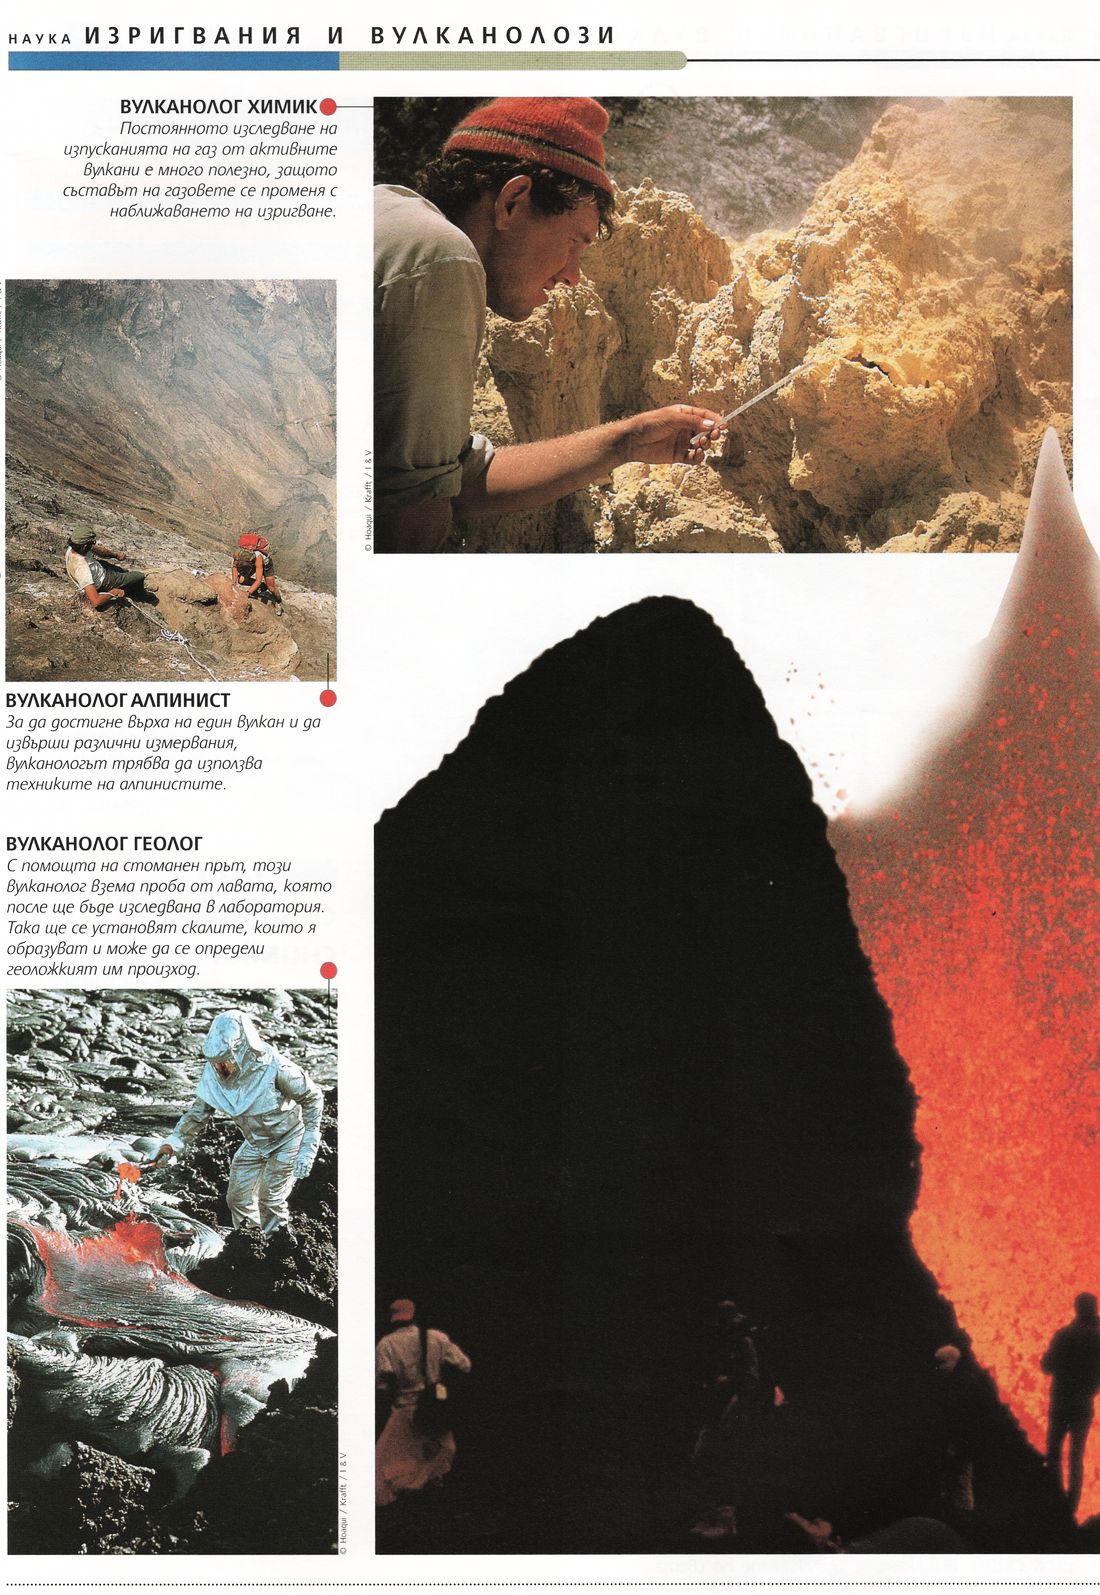 НАУКА ИЗРИГВАНИЯ И ВУЛКАНОЛОЗИ
ВУЛКАНОЛОГ ХИМИК
Постоянното изследване на
изпусканията на газ от активните
вулкани е много полезно, защото
съставът на газовете се променя с
наближаването на изригване.
© Hoaqui / Krafft / I & V
ВУЛКАНОЛОГ АЛПИНИСТ
За да достигне върха на един вулкан и да
извърши различни измервания,
вулканологът трябва да използва
техниките на алпинистите.
ВУЛКАНОЛОГ ГЕОЛОГ
С помощта на стоманен прът, този
вулканолог взема проба от лавата, която
после ще бъде изследвана в лаборатория.
Така ще се установят скалите, които я
образуват и може да се определи
геоложкият им произход.
© Hoaqui / Krafft / I & V